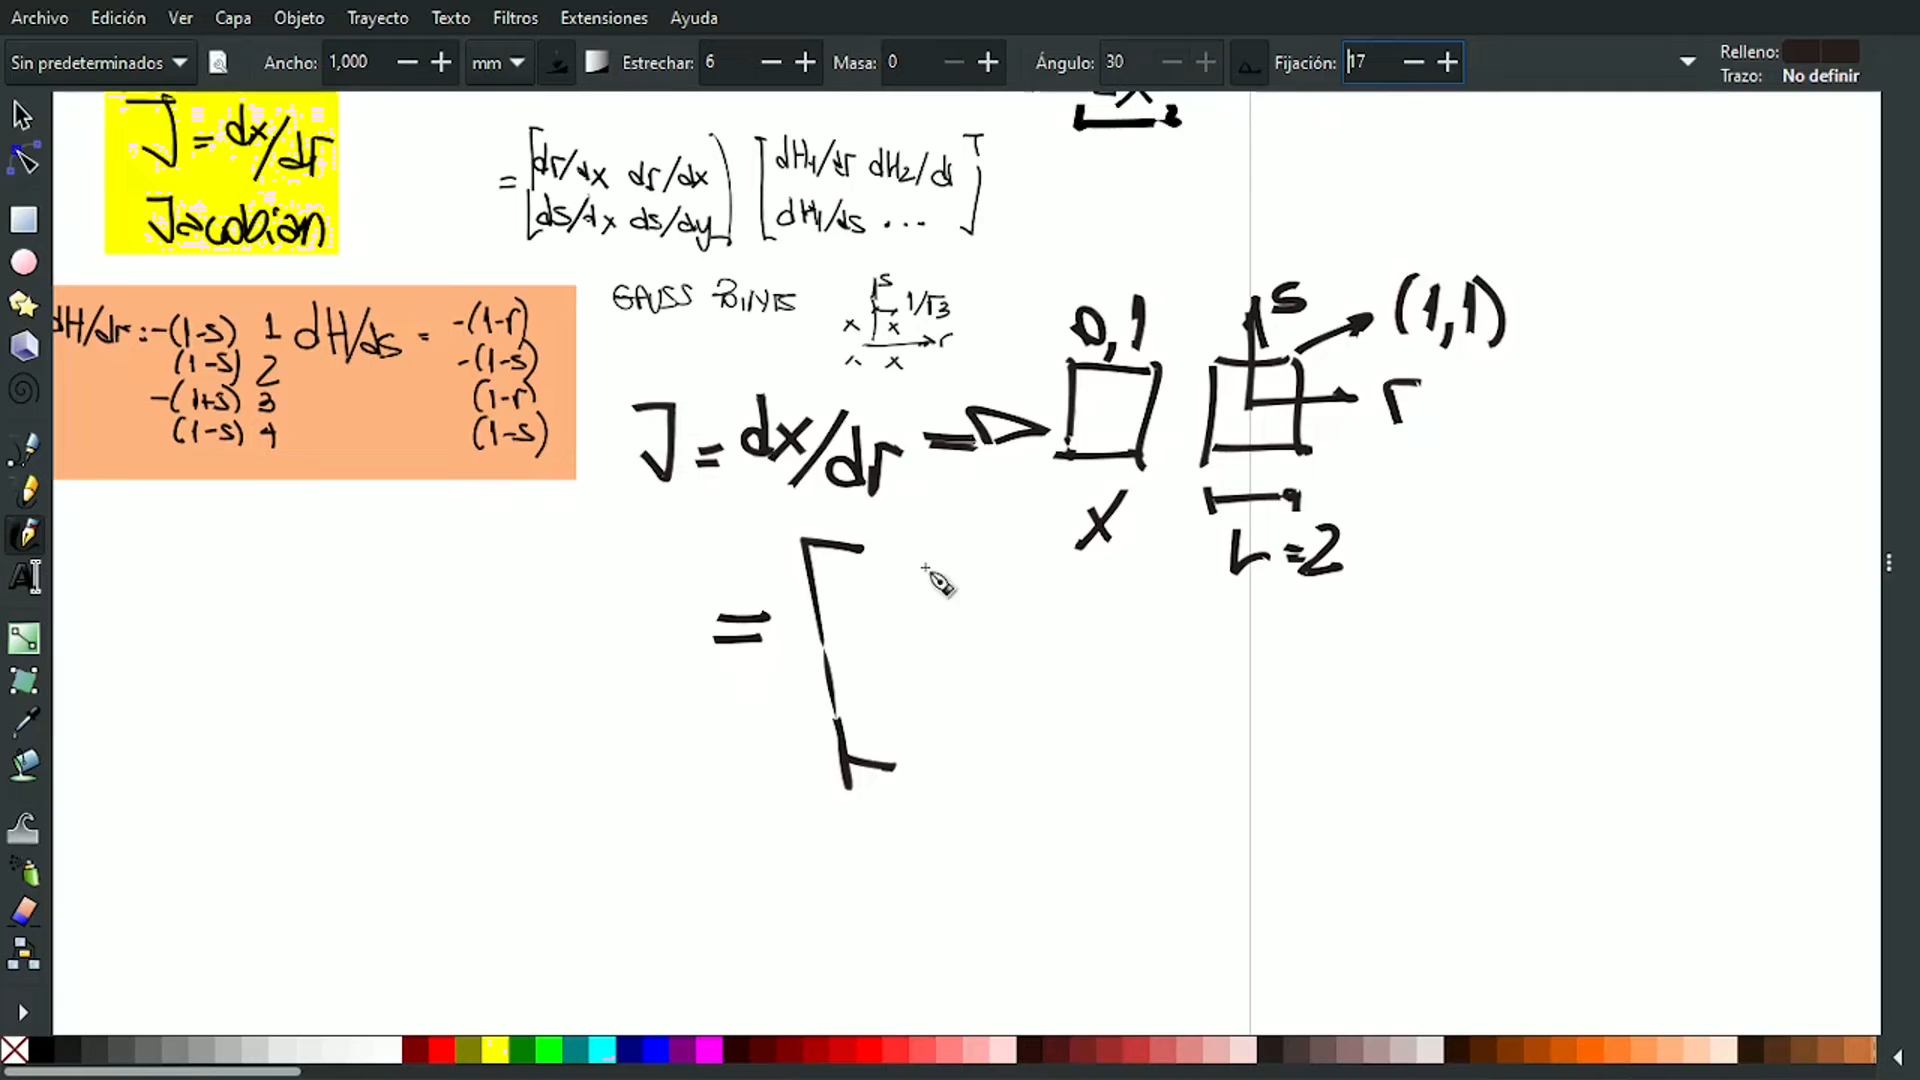 Archivo Edición Ver Capa Objeto Trayecto Texto Filtros Extensiones Ayuda
Sin predeterminados Ancho: 1,000 mm Estrechar: 6 Masa: 0 Ángulo: 30 Fijación: 17
Relleno:
Trazo: No definir
J = dx/dr
Jacobian
= [dr/dx dr/dx] [dH1/dr dH2/dr]T
[ds/dx ds/dy] [dH1/ds ...]
GAUSS POINTS
s
1/√3
x x
r
x
dH/dr: -(1-s) 1
(1-s) 2
-(1+s) 3
(1-s) 4
dH/ds = -(1-r)
-(1-s)
(1-r)
(1-s)
J = dx/dr =>
0,1
x
s
(1,1)
r
L=2
= [